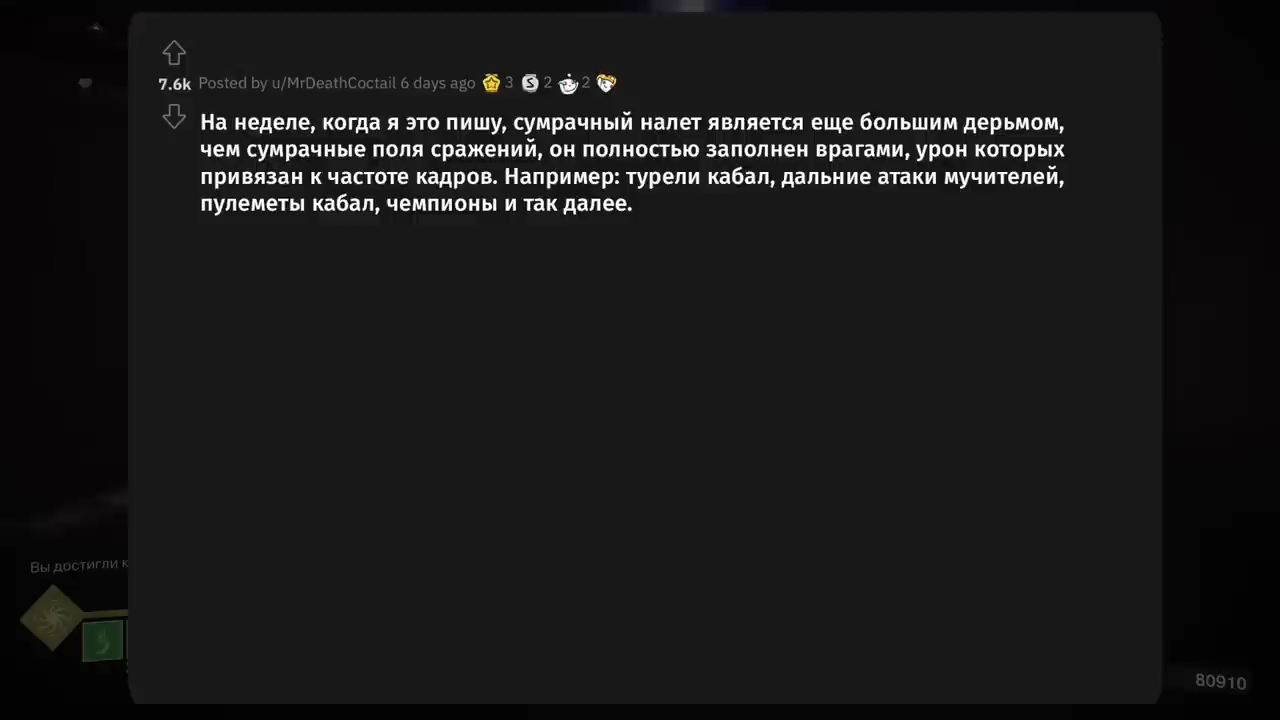 7.6k Posted by u/MrDeathCoctail 6 days ago 3 2 2
На неделе, когда я это пишу, сумрачный налет является еще большим дерьмом,
чем сумрачные поля сражений, он полностью заполнен врагами, урон которых
привязан к частоте кадров. Например: турели кабал, дальние атаки мучителей,
пулеметы кабал, чемпионы и так далее.
Вы достигли
80910